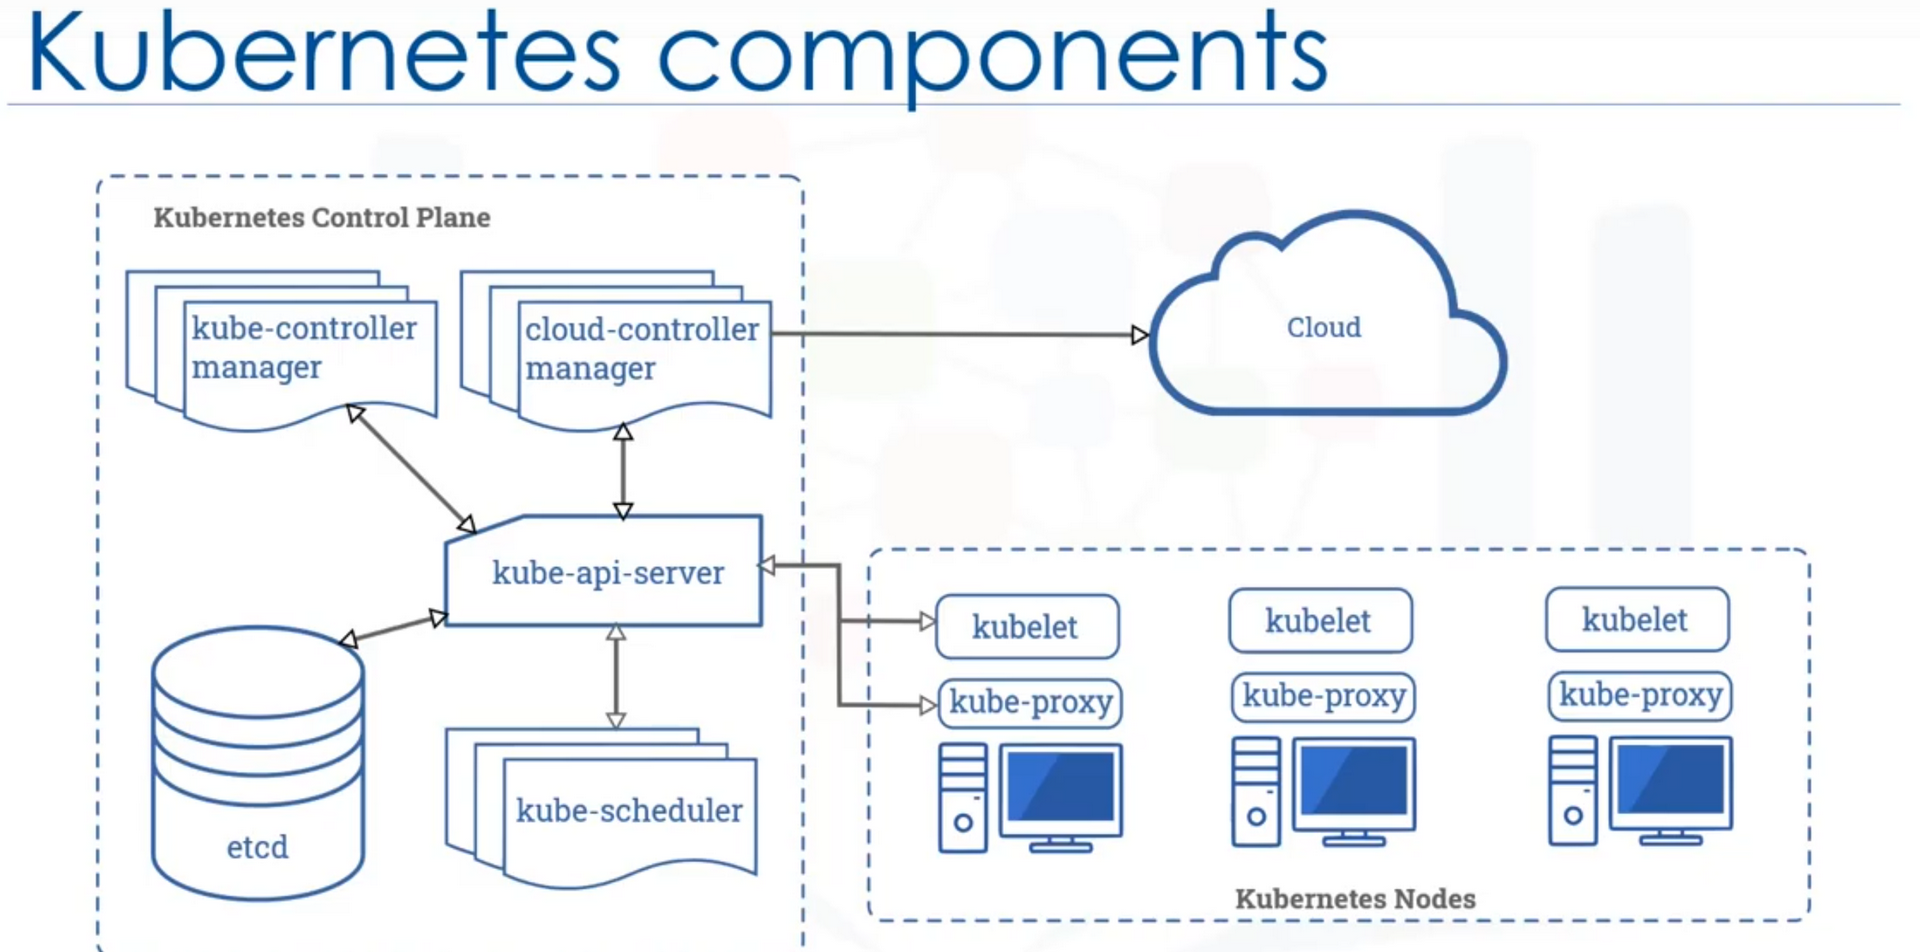 Kubernetes components
Kubernetes Control Plane
kube-controller
manager
cloud-controller
manager
Cloud
kube-api-server
etcd
kube-scheduler
kubelet
kube-proxy
kubelet
kube-proxy
kubelet
kube-proxy
Kubernetes Nodes